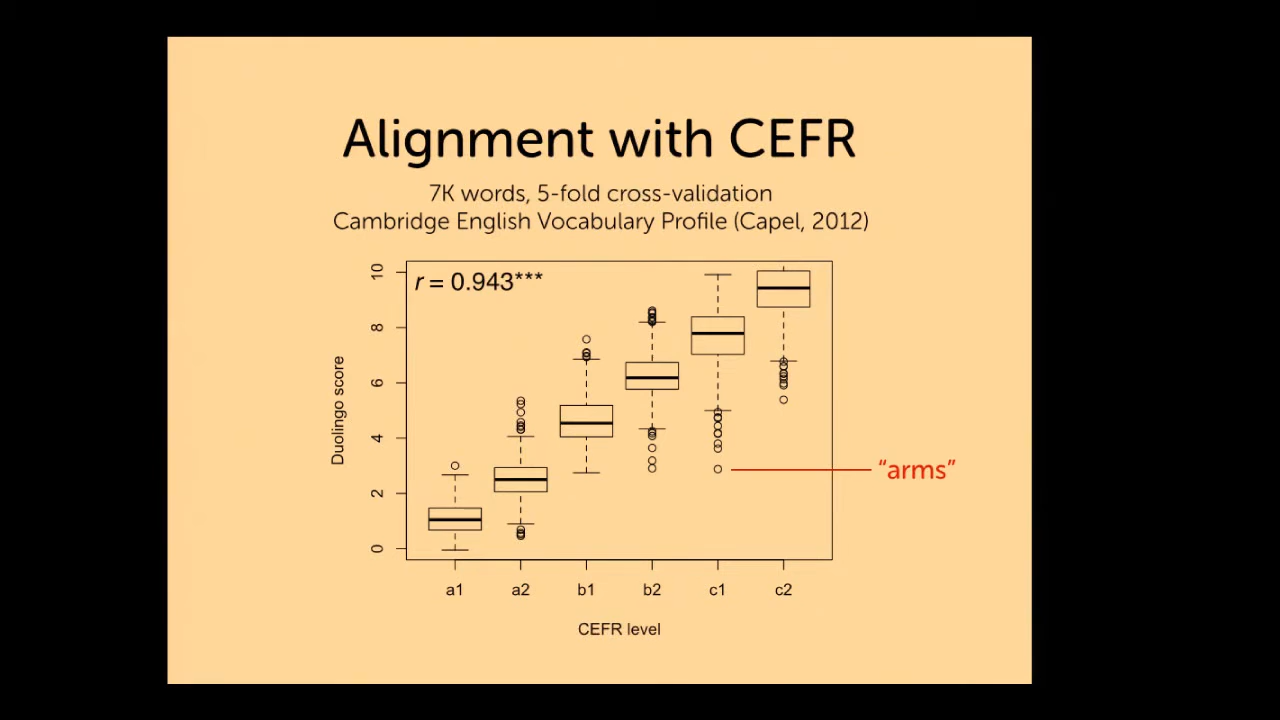 Alignment with CEFR
7K words, 5-fold cross-validation
Cambridge English Vocabulary Profile (Capel, 2012)
r = 0.943***
10
8
6
4
2
0
Duolingo score
"arms"
a1 a2 b1 b2 c1 c2
CEFR level